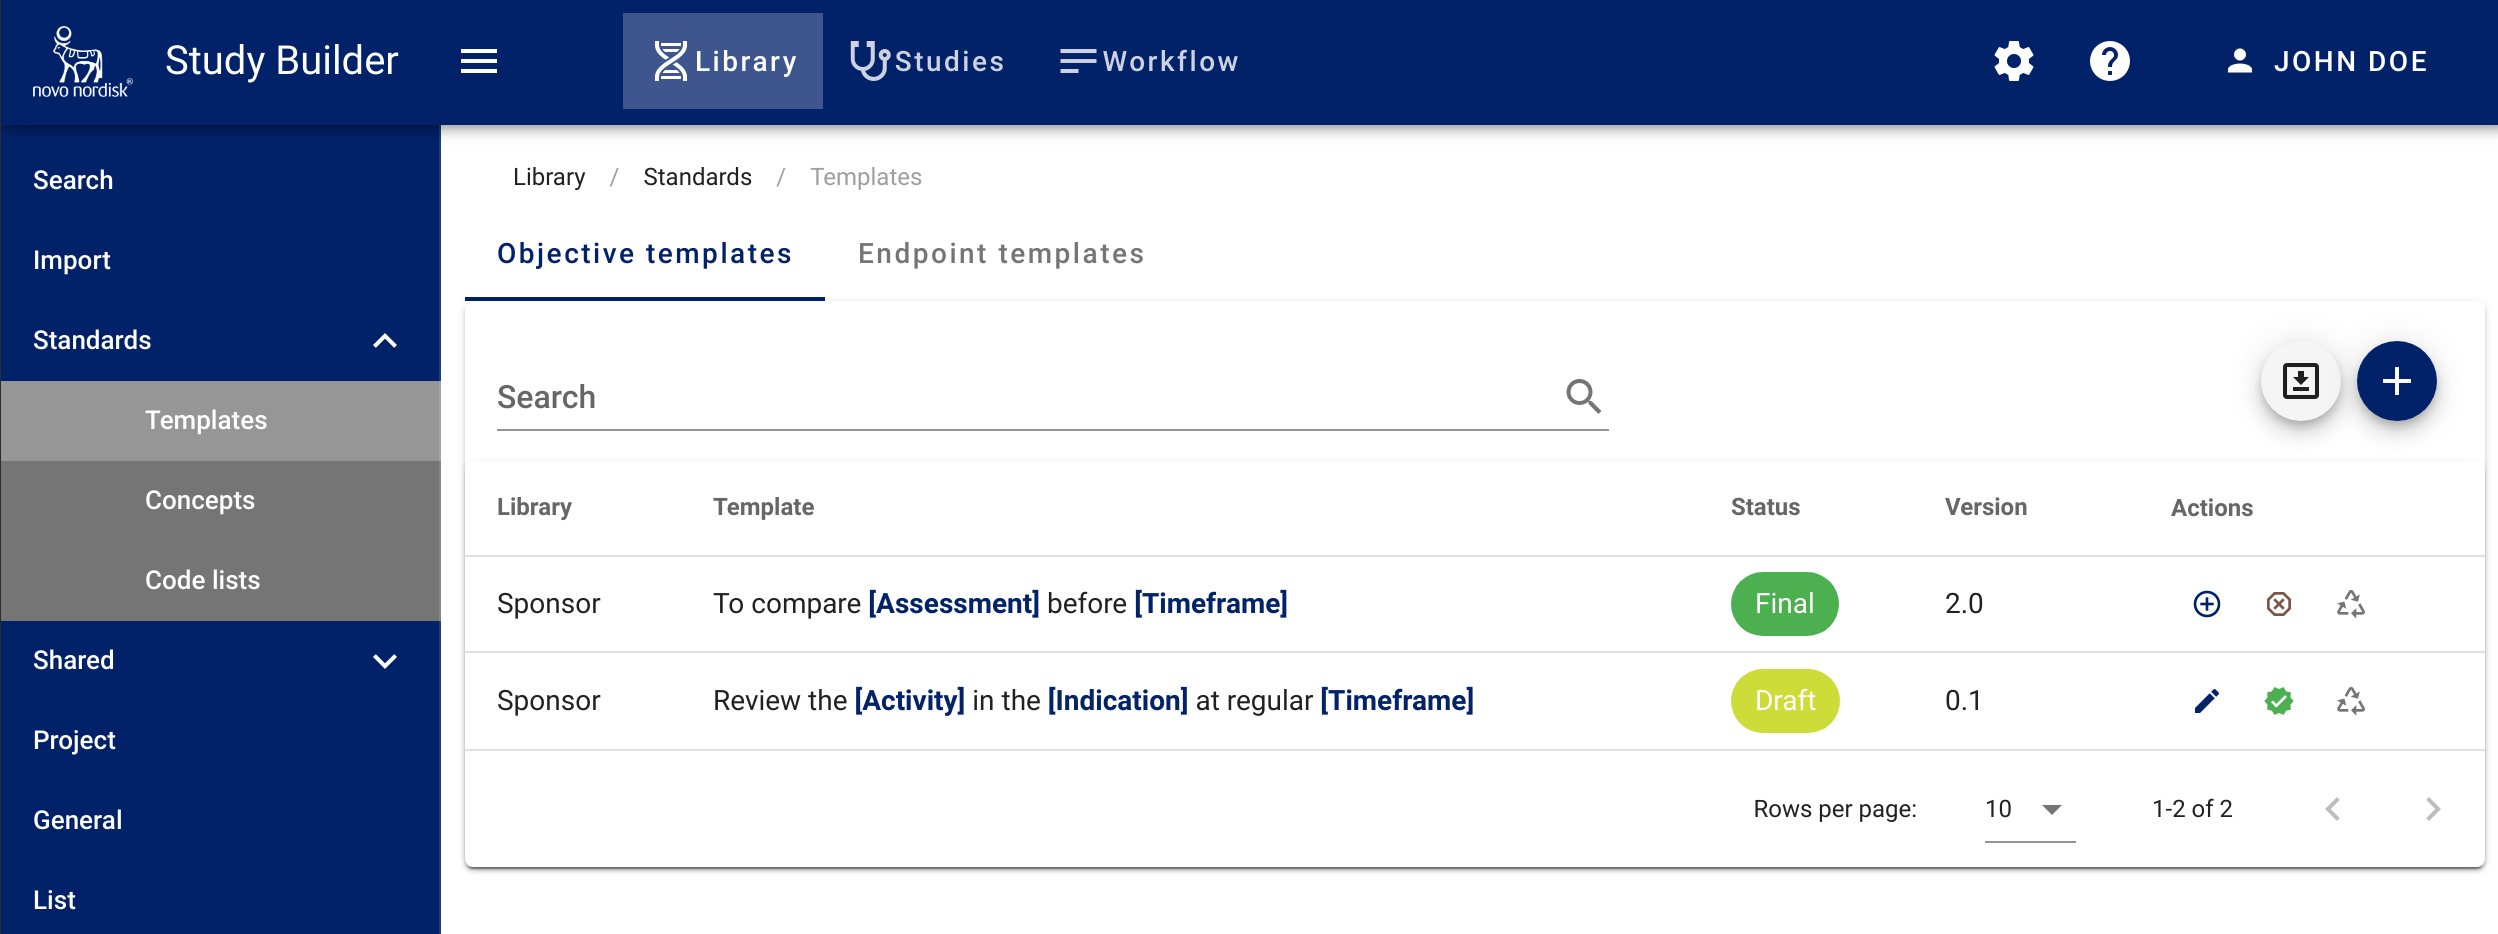 novo nordisk®
Study Builder
Library
Studies
Workflow
JOHN DOE
Search
Import
Standards
Templates
Concepts
Code lists
Shared
Project
General
List
Library / Standards / Templates
Objective templates
Endpoint templates
Search
Library Template Status Version Actions
Sponsor To compare [Assessment] before [Timeframe] Final 2.0
Sponsor Review the [Activity] in the [Indication] at regular [Timeframe] Draft 0.1
Rows per page: 10 1-2 of 2